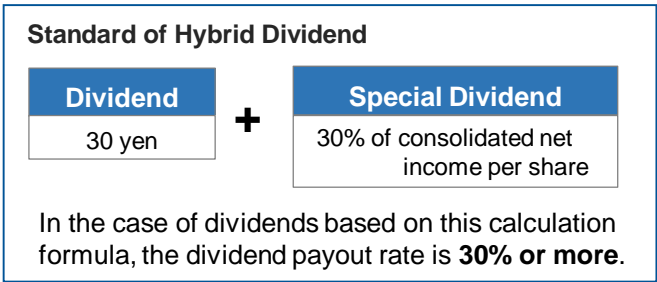 Standard of Hybrid Dividend
Dividend
30 yen
+
Special Dividend
30% of consolidated net
income per share
In the case of dividends based on this calculation
formula, the dividend payout rate is 30% or more.